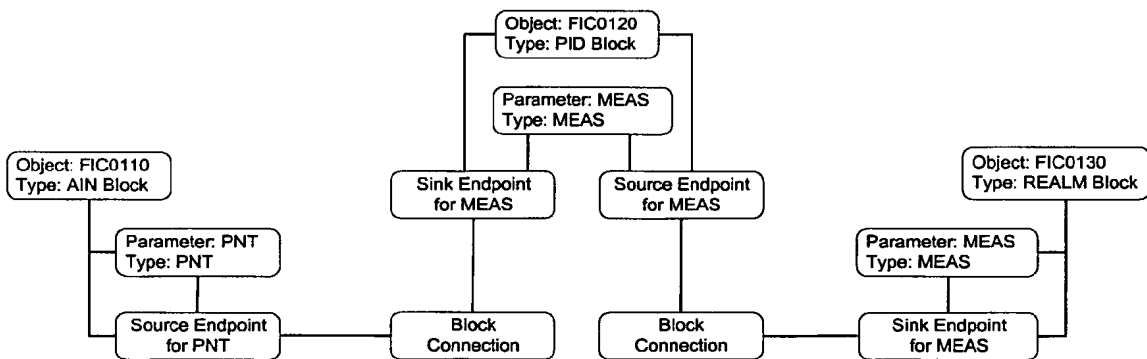 Object: FIC0120
Type: PID Block
Parameter: MEAS
Type: MEAS
Object: FIC0110
Type: AIN Block
Sink Endpoint
for MEAS
Source Endpoint
for MEAS
Object: FIC0130
Type: REALM Block
Parameter: PNT
Type: PNT
Parameter: MEAS
Type: MEAS
Source Endpoint
for PNT
Block
Connection
Block
Connection
Sink Endpoint
for MEAS